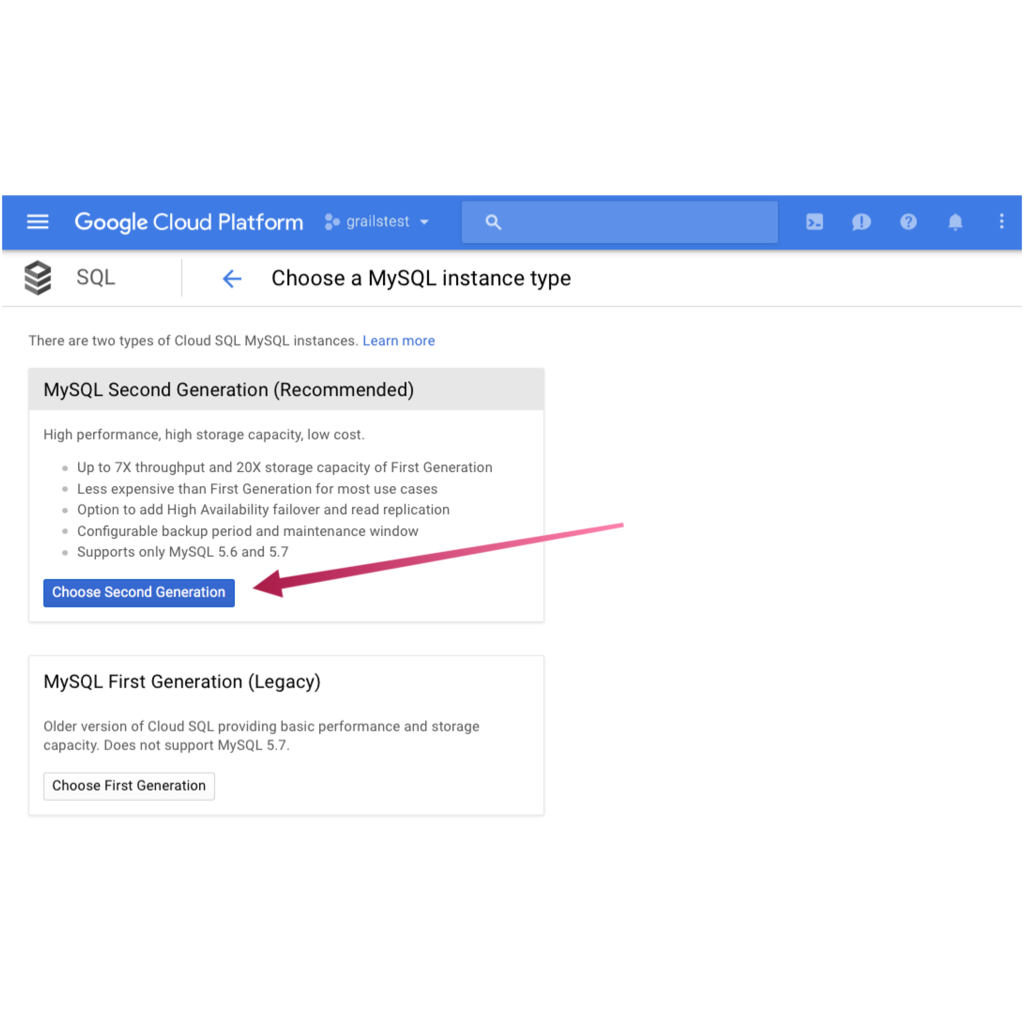 Google Cloud Platform grailstest
SQL Choose a MySQL instance type
There are two types of Cloud SQL MySQL instances. Learn more
MySQL Second Generation (Recommended)
High performance, high storage capacity, low cost.
Up to 7X throughput and 20X storage capacity of First Generation
Less expensive than First Generation for most use cases
Option to add High Availability failover and read replication
Configurable backup period and maintenance window
Supports only MySQL 5.6 and 5.7
Choose Second Generation
MySQL First Generation (Legacy)
Older version of Cloud SQL providing basic performance and storage
capacity. Does not support MySQL 5.7.
Choose First Generation